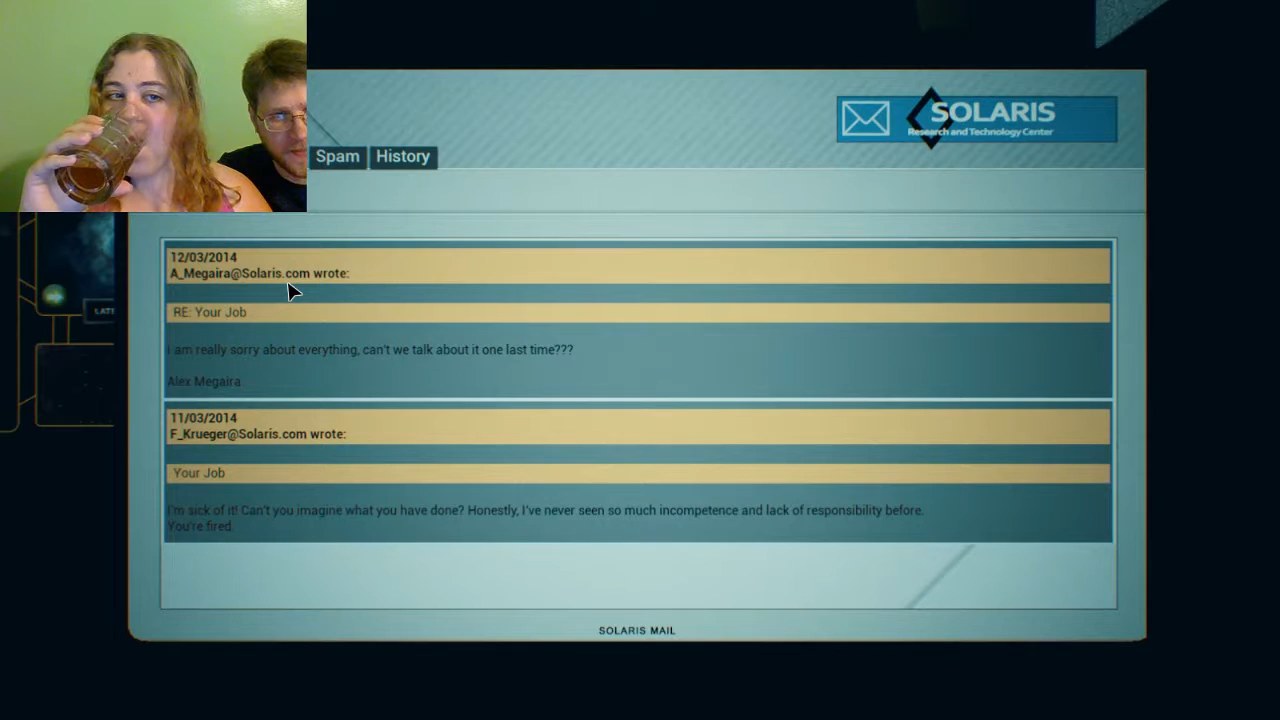 SOLARIS
Research and Technology Center
Spam
History
12/03/2014
A_Megaira@Solaris.com wrote:
RE: Your Job
i am really sorry about everything, can't we talk about it one last time???
Alex Megaira
11/03/2014
F_Krueger@Solaris.com wrote:
Your Job
I'm sick of it! Can't you imagine what you have done? Honestly, I've never seen so much incompetence and lack of responsibility before.
You're fired.
SOLARIS MAIL